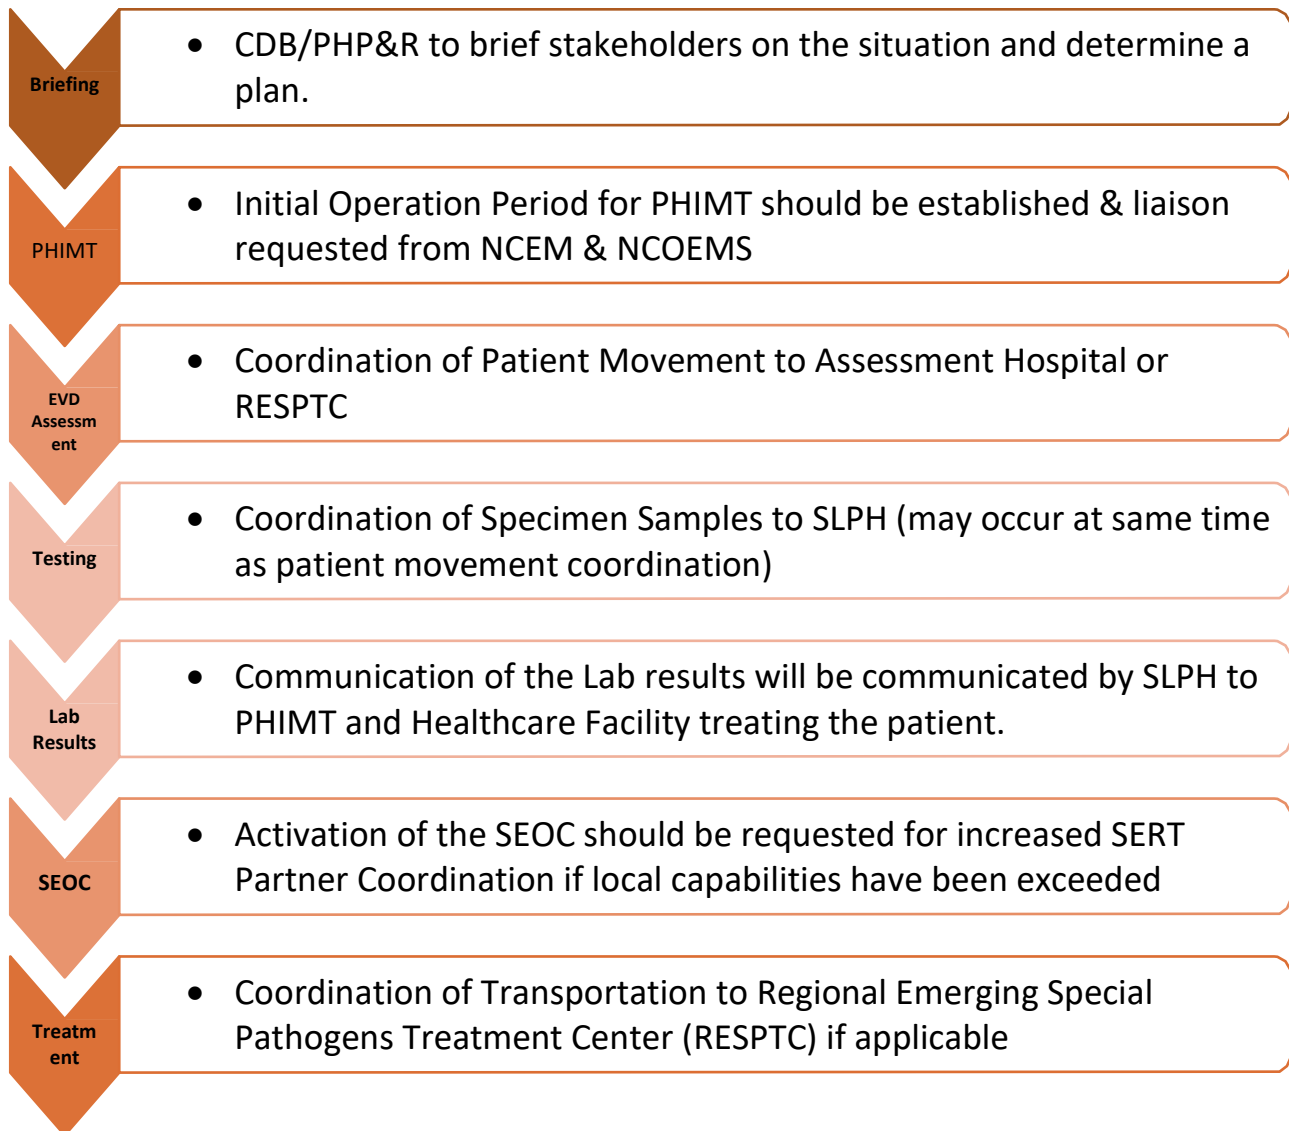 Briefing
• CDB/PHP&R to brief stakeholders on the situation and determine a
plan.
PHIMT
• Initial Operation Period for PHIMT should be established & liaison
requested from NCEM & NCOEMS
EVD
Assessm
ent
• Coordination of Patient Movement to Assessment Hospital or
RESPTC
Testing
• Coordination of Specimen Samples to SLPH (may occur at same time
as patient movement coordination)
Lab
Results
• Communication of the Lab results will be communicated by SLPH to
PHIMT and Healthcare Facility treating the patient.
SEOC
• Activation of the SEOC should be requested for increased SERT
Partner Coordination if local capabilities have been exceeded
Treatm
ent
• Coordination of Transportation to Regional Emerging Special
Pathogens Treatment Center (RESPTC) if applicable